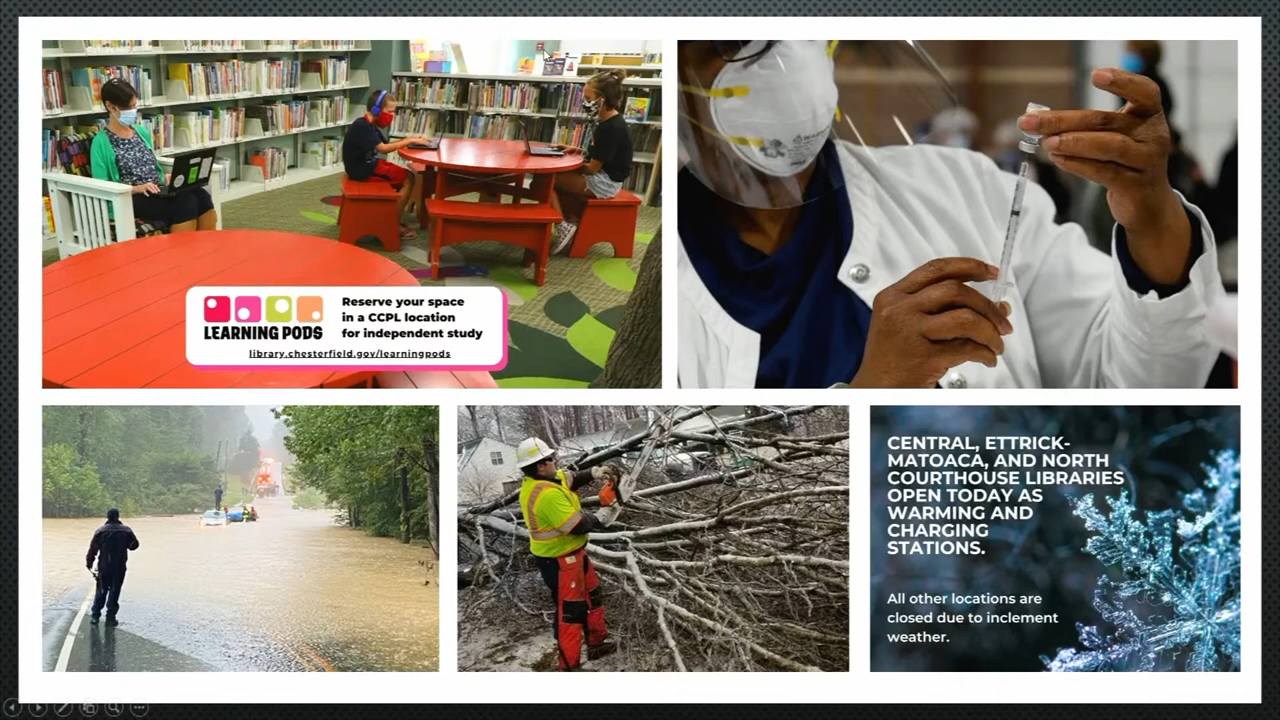 LEARNING PODS
Reserve your space
in a CCPL location
for independent study
library.chesterfield.gov/learningpods
CENTRAL, ETTRICK-
MATOACA, AND NORTH
COURTHOUSE LIBRARIES
OPEN TODAY AS
WARMING AND
CHARGING
STATIONS.
All other locations are
closed due to inclement
weather.